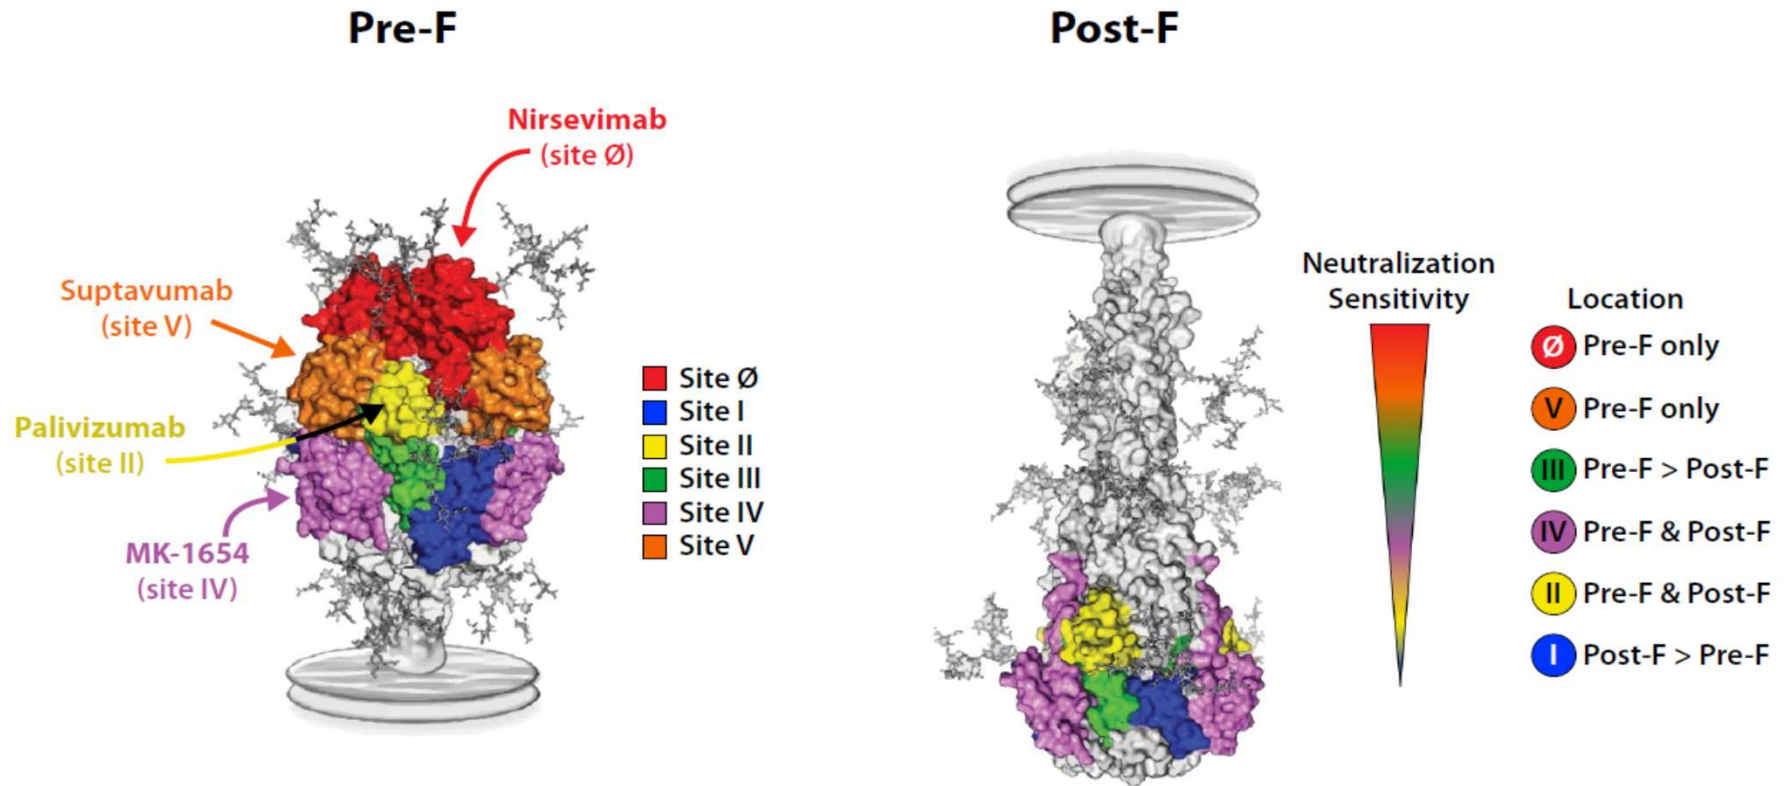 Pre-F
Post-F
Nirsevimab
(site Ø)
Suptavumab
(site V)
Palivizumab
(site II)
MK-1654
(site IV)
Site Ø
Site I
Site II
Site III
Site IV
Site V
Neutralization
Sensitivity
Location
Ø Pre-F only
V Pre-F only
III Pre-F > Post-F
IV Pre-F & Post-F
II Pre-F & Post-F
I Post-F > Pre-F